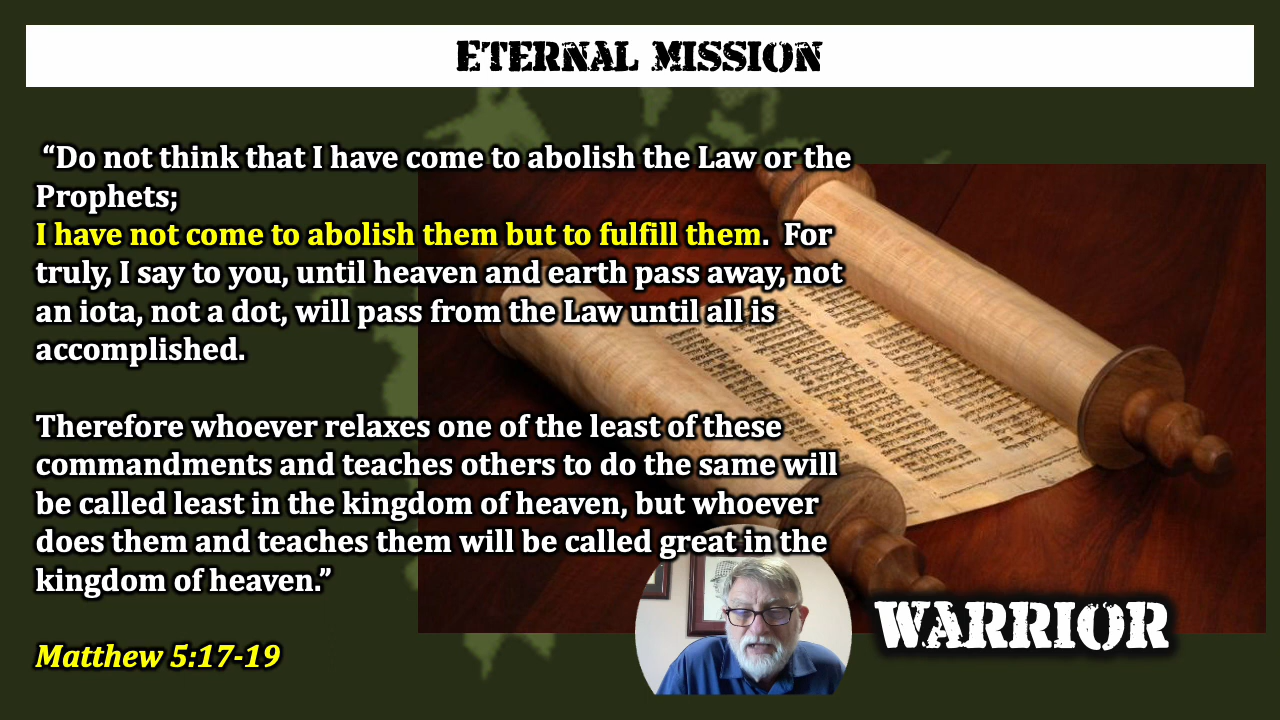 ETERNAL MISSION
“Do not think that I have come to abolish the Law or the
Prophets;
I have not come to abolish them but to fulfill them.  For
truly, I say to you, until heaven and earth pass away, not
an iota, not a dot, will pass from the Law until all is
accomplished.
Therefore whoever relaxes one of the least of these
commandments and teaches others to do the same will
be called least in the kingdom of heaven, but whoever
does them and teaches them will be called great in the
kingdom of heaven.”
Matthew 5:17-19
WARRIOR